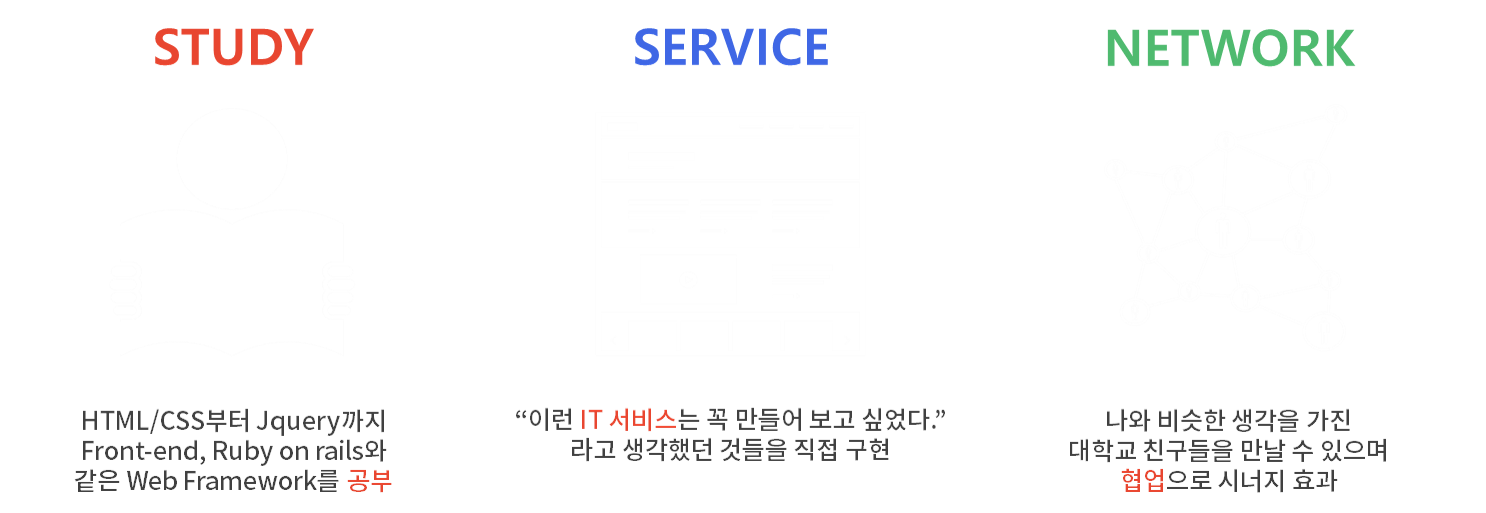 STUDY
HTML/CSS부터 Jquery까지
Front-end, Ruby on rails와
같은 Web Framework를 공부
SERVICE
“이런 IT 서비스는 꼭 만들어 보고 싶었다.”
라고 생각했던 것들을 직접 구현
NETWORK
나와 비슷한 생각을 가진
대학교 친구들을 만날 수 있으며
협업으로 시너지 효과